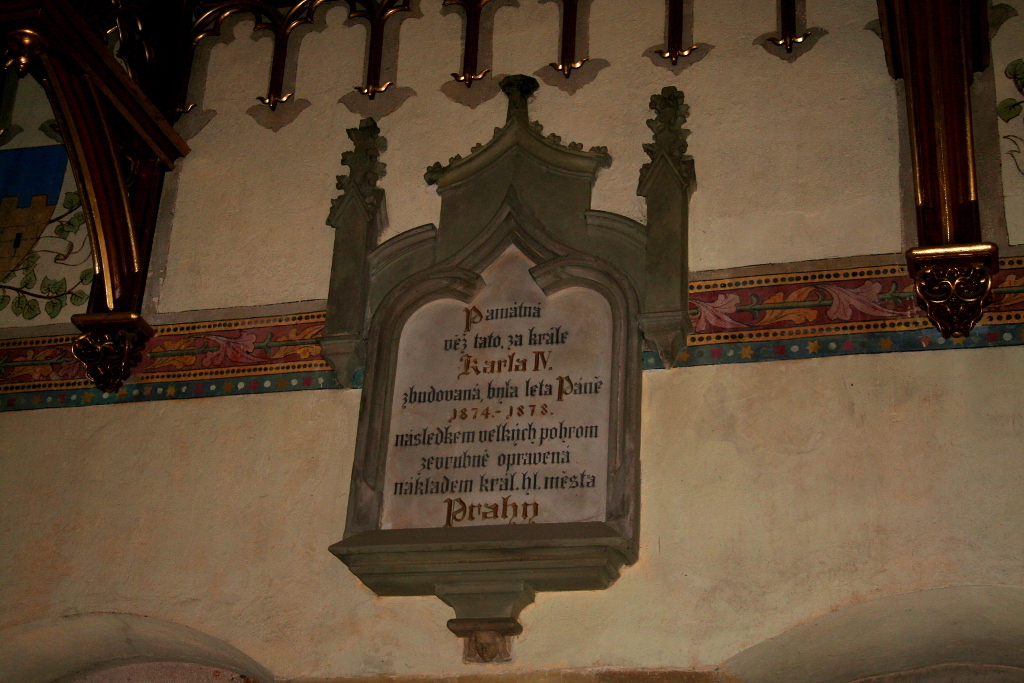 Památná
věž tato, za krále
Karla IV.
zbudovaná, byla leta Páně
1874.-1878.
následkem velkých pohrom
zevrubně opravená
nákladem král. hl. města
Prahy